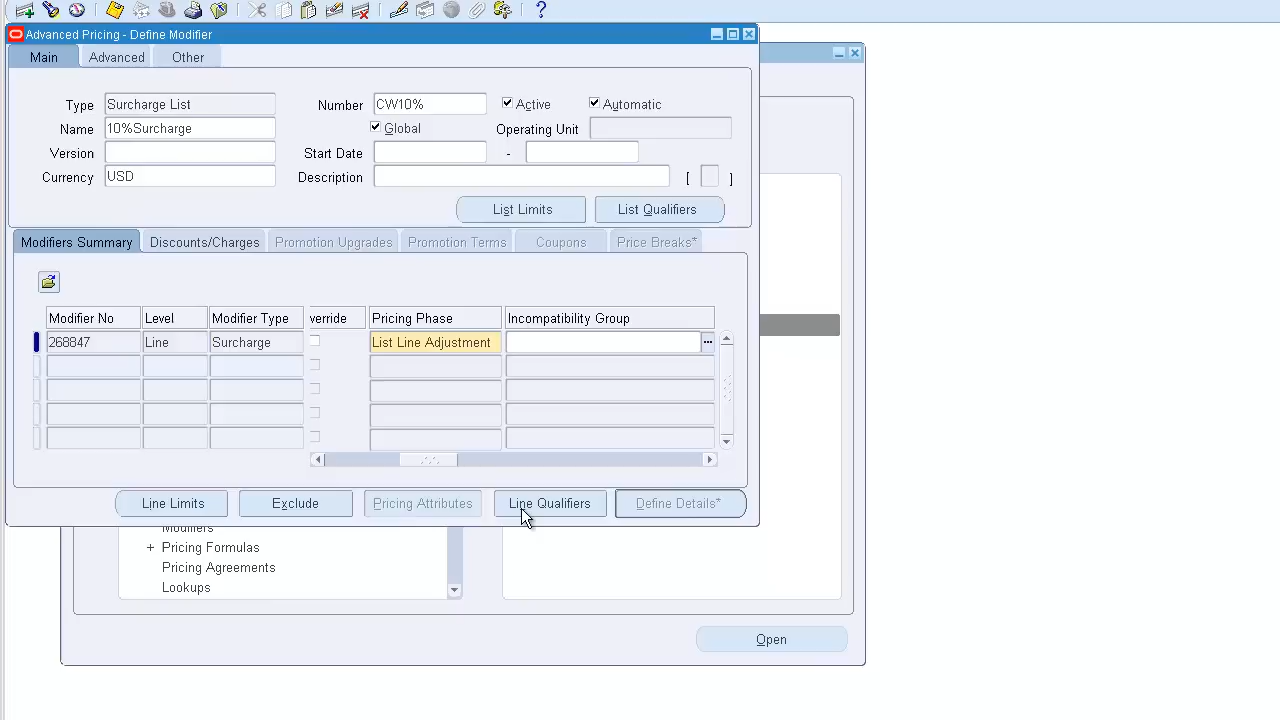 Advanced Pricing - Define Modifier
Main Advanced Other
Type Surcharge List Number CW10% Active Automatic
Name 10%Surcharge Global Operating Unit
Version Start Date -
Currency USD Description [ ]
List Limits List Qualifiers
Modifiers Summary Discounts/Charges Promotion Upgrades Promotion Terms Coupons Price Breaks*
Modifier No Level Modifier Type verride Pricing Phase Incompatibility Group
268847 Line Surcharge List Line Adjustment ...
Line Limits Exclude Pricing Attributes Line Qualifiers Define Details*
Modifiers
+ Pricing Formulas
Pricing Agreements
Lookups
Open